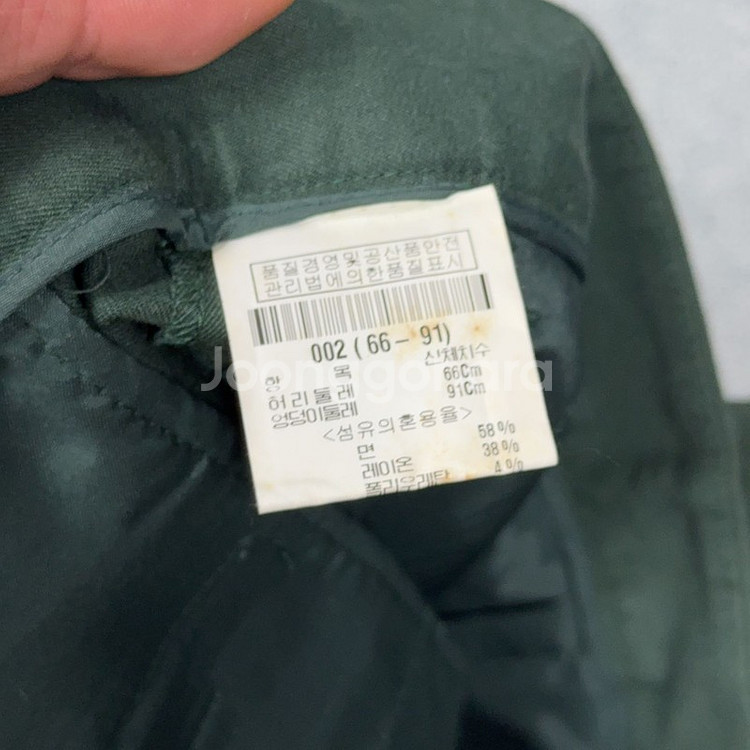 품질경영및공산품안전
관리법에의한품질표시
002 (66 - 91)
항 목 신체치수
허리둘레 66Cm
엉덩이둘레 91Cm
<섬유의혼용율>
면 58 %
레이온 38 %
폴리우레탄 4 %
Joonggonara